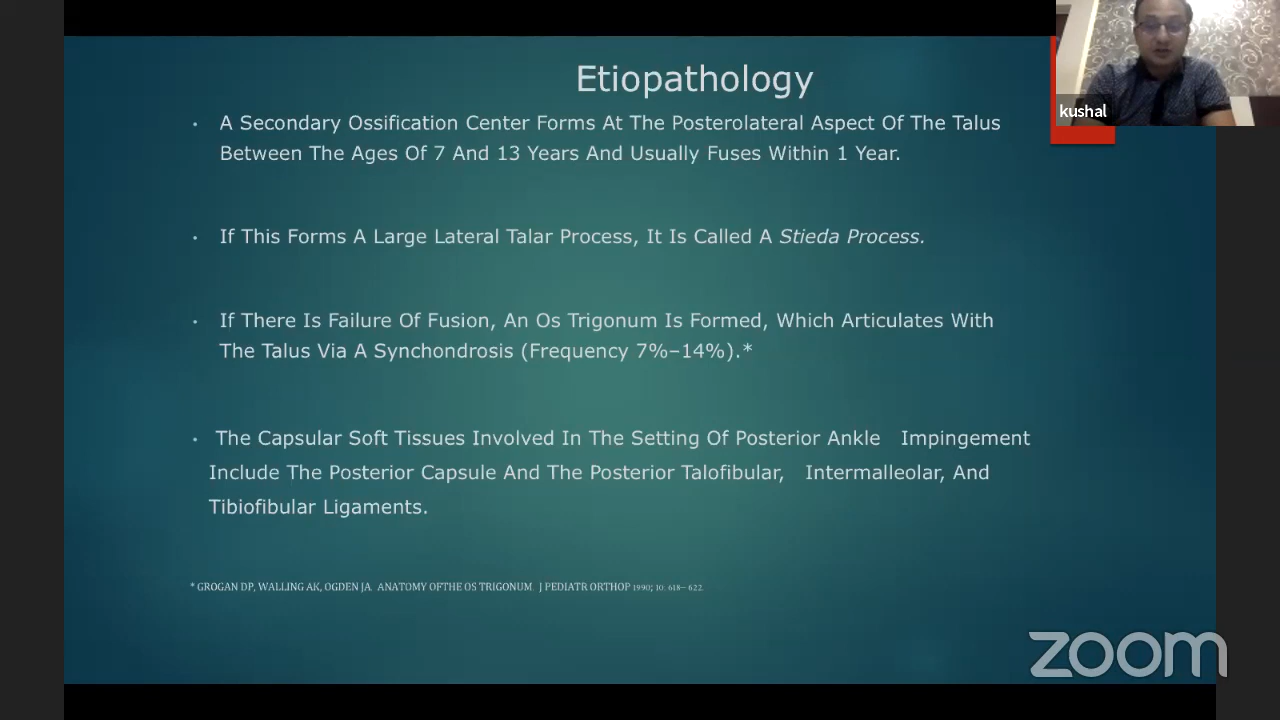 Etiopathology
• A Secondary Ossification Center Forms At The Posterolateral Aspect Of The Talus
Between The Ages Of 7 And 13 Years And Usually Fuses Within 1 Year.
• If This Forms A Large Lateral Talar Process, It Is Called A Stieda Process.
• If There Is Failure Of Fusion, An Os Trigonum Is Formed, Which Articulates With
The Talus Via A Synchondrosis (Frequency 7%–14%).*
• The Capsular Soft Tissues Involved In The Setting Of Posterior Ankle Impingement
Include The Posterior Capsule And The Posterior Talofibular, Intermalleolar, And
Tibiofibular Ligaments.
* GROGAN DP, WALLING AK, OGDEN JA. ANATOMY OFTHE OS TRIGONUM. J PEDIATR ORTHOP 1990; 10: 618– 622.
kushal
zoom